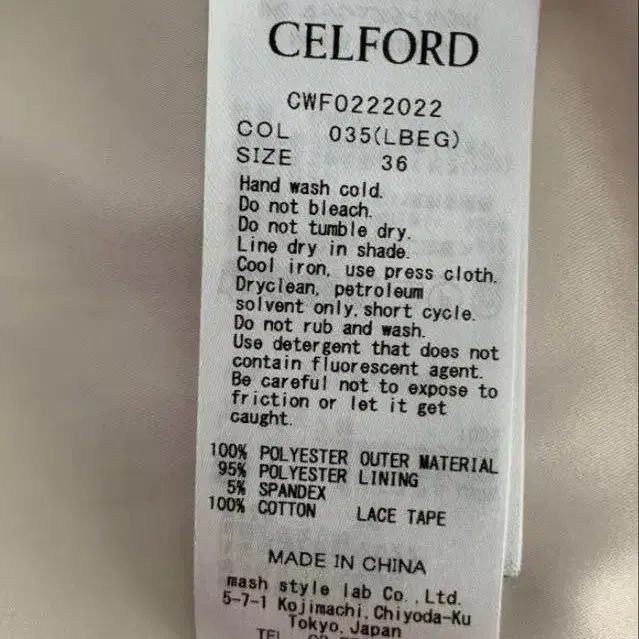 CELFORD
CWF0222022
COL 035(LBEG)
SIZE 36
Hand wash cold.
Do not bleach.
Do not tumble dry.
Line dry in shade.
Cool iron, use press cloth.
Dryclean, petroleum
solvent only, short cycle.
Do not rub and wash.
Use detergent that does not
contain fluorescent agent.
Be careful not to expose to
friction or let it get
caught.
100% POLYESTER OUTER MATERIAL
95% POLYESTER LINING
5% SPANDEX
100% COTTON LACE TAPE
MADE IN CHINA
mash style lab Co.,Ltd.
5-7-1 Kojimachi,Chiyoda-Ku
Tokyo,Japan
TEL